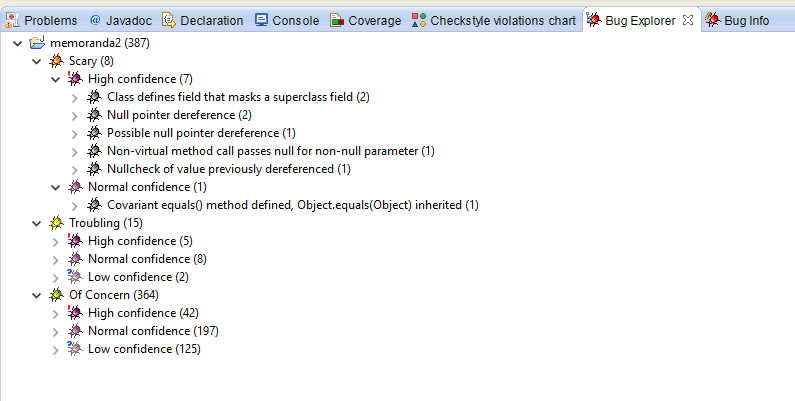 Problems @ Javadoc Declaration Console Coverage Checkstyle violations chart Bug Explorer Bug Info
memoranda2 (387)
Scary (8)
High confidence (7)
Class defines field that masks a superclass field (2)
Null pointer dereference (2)
Possible null pointer dereference (1)
Non-virtual method call passes null for non-null parameter (1)
Nullcheck of value previously dereferenced (1)
Normal confidence (1)
Covariant equals() method defined, Object.equals(Object) inherited (1)
Troubling (15)
High confidence (5)
Normal confidence (8)
Low confidence (2)
Of Concern (364)
High confidence (42)
Normal confidence (197)
Low confidence (125)